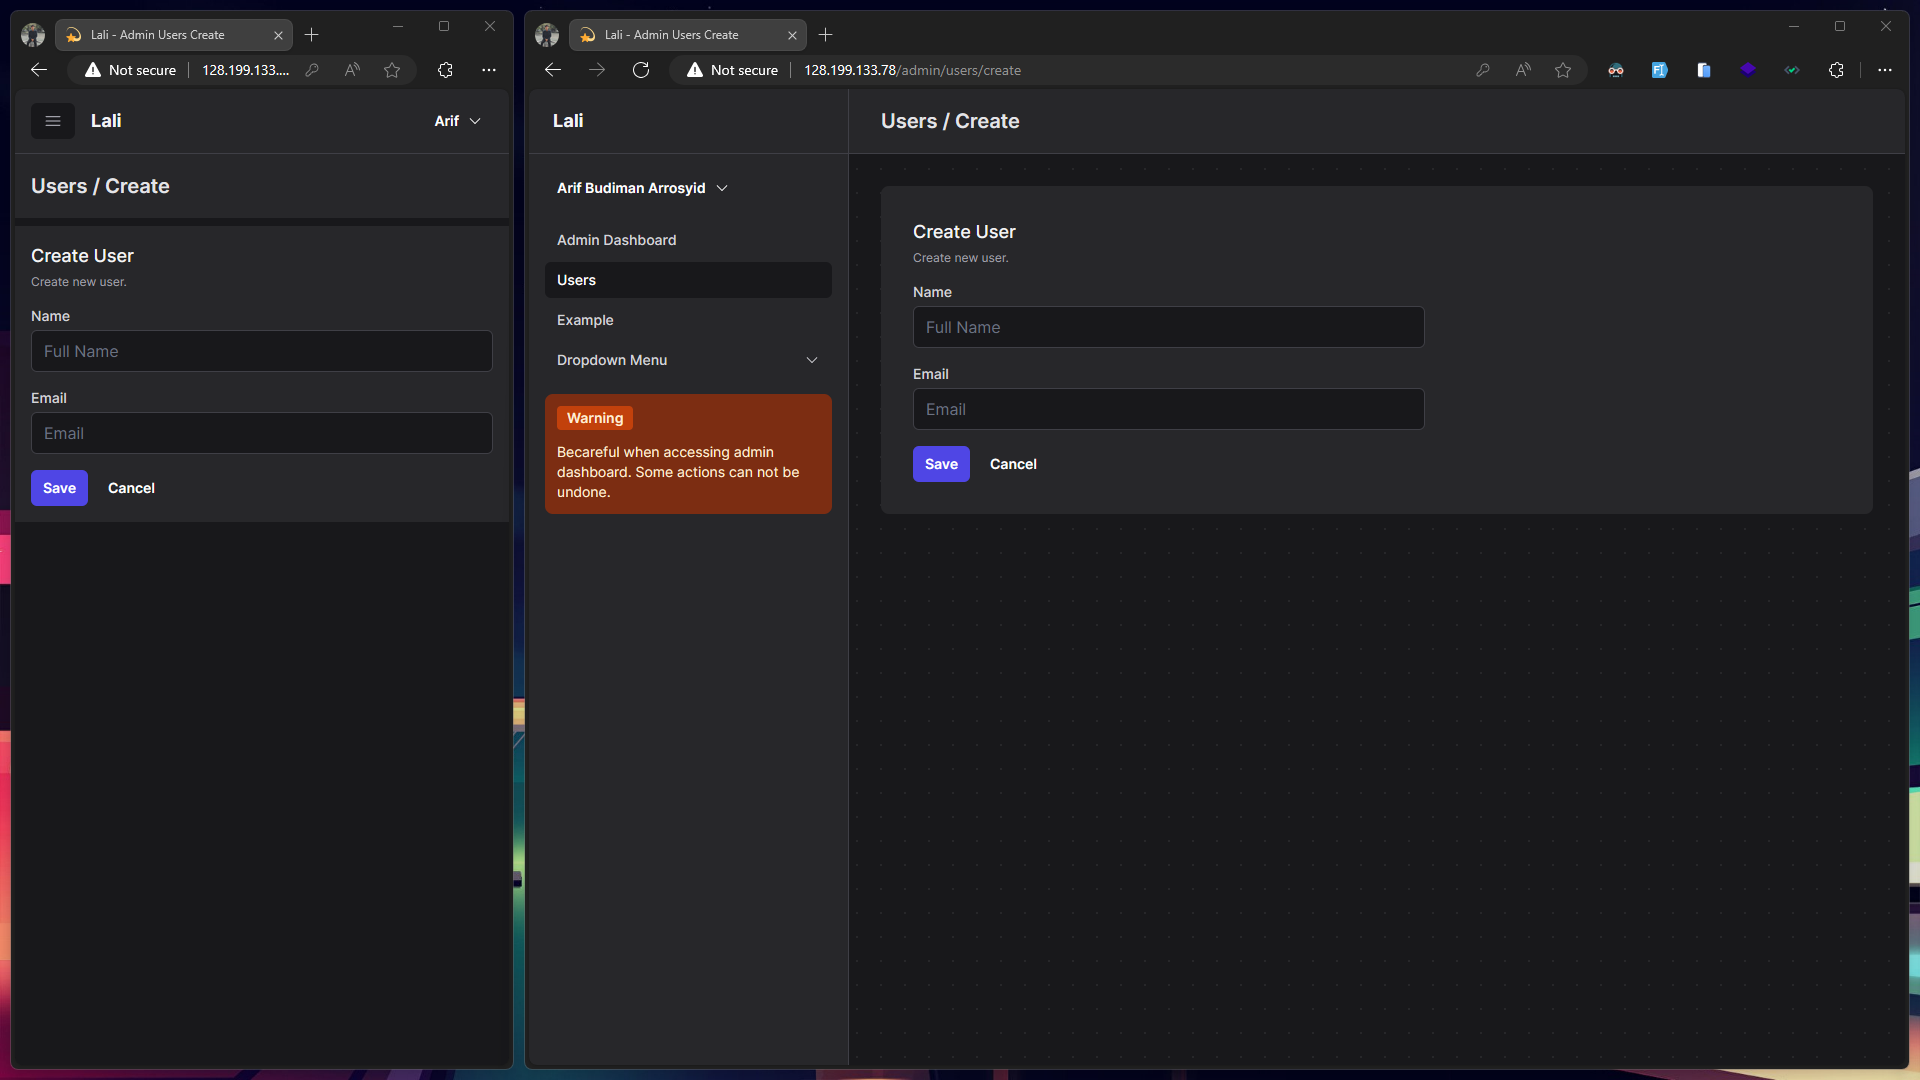 Lali - Admin Users Create
Not secure
128.199.133....
Lali
Arif
Users / Create
Create User
Create new user.
Name
Full Name
Email
Email
Save
Cancel
Lali - Admin Users Create
Not secure
128.199.133.78/admin/users/create
Lali
Users / Create
Arif Budiman Arrosyid
Admin Dashboard
Users
Example
Dropdown Menu
Warning
Becareful when accessing admin
dashboard. Some actions can not be
undone.
Create User
Create new user.
Name
Full Name
Email
Email
Save
Cancel